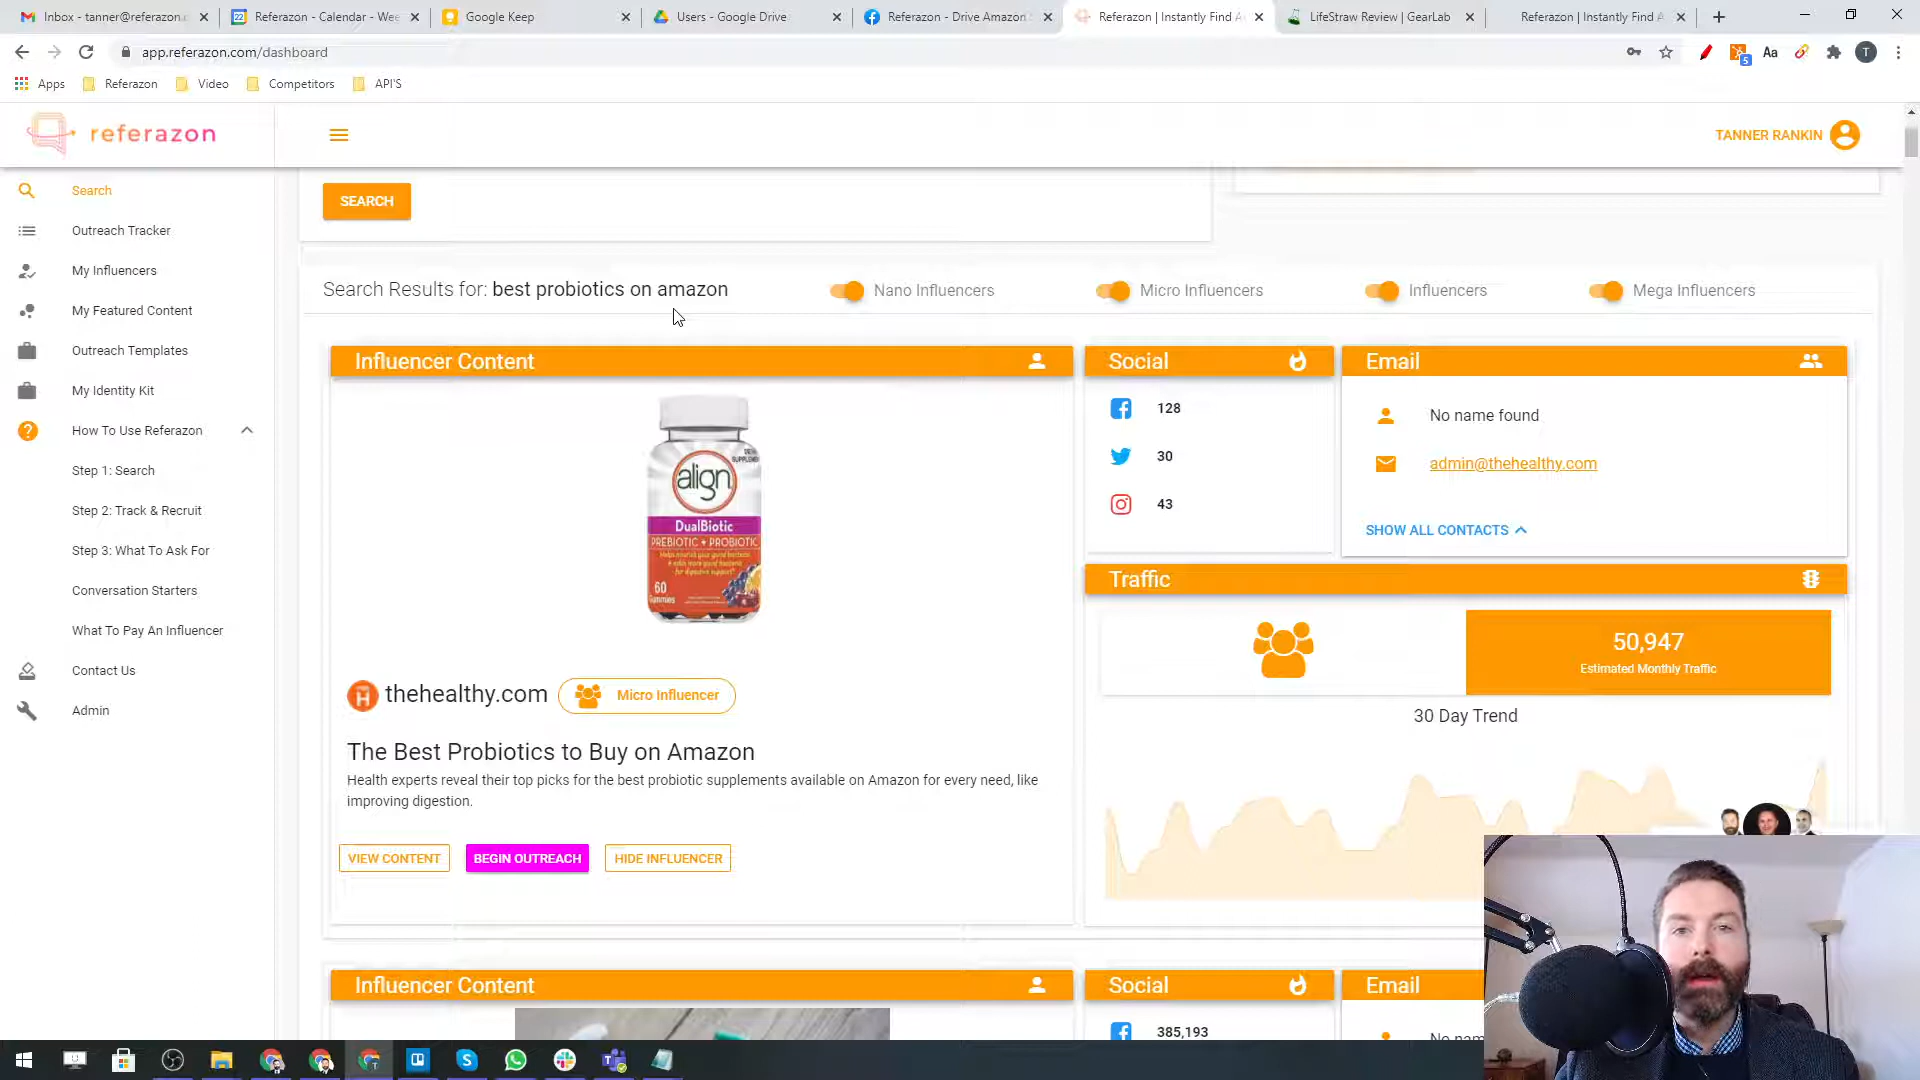 Inbox - tanner@referazon.
Referazon - Calendar - Wee
Google Keep
Users - Google Drive
Referazon - Drive Amazon
Referazon | Instantly Find A
LifeStraw Review | GearLab
Referazon | Instantly Find A
app.referazon.com/dashboard
Apps
Referazon
Video
Competitors
API'S
referazon
TANNER RANKIN
Search
Outreach Tracker
My Influencers
My Featured Content
Outreach Templates
My Identity Kit
How To Use Referazon
Step 1: Search
Step 2: Track & Recruit
Step 3: What To Ask For
Conversation Starters
What To Pay An Influencer
Contact Us
Admin
SEARCH
Search Results for: best probiotics on amazon
Nano Influencers
Micro Influencers
Influencers
Mega Influencers
Influencer Content
align
DualBiotic
PREBIOTIC + PROBIOTIC
60
Gummies
thehealthy.com
Micro Influencer
The Best Probiotics to Buy on Amazon
Health experts reveal their top picks for the best probiotic supplements available on Amazon for every need, like
improving digestion.
VIEW CONTENT
BEGIN OUTREACH
HIDE INFLUENCER
Social
128
30
43
Email
No name found
admin@thehealthy.com
SHOW ALL CONTACTS
Traffic
50,947
Estimated Monthly Traffic
30 Day Trend
Influencer Content
Social
385,193
Email
No nam